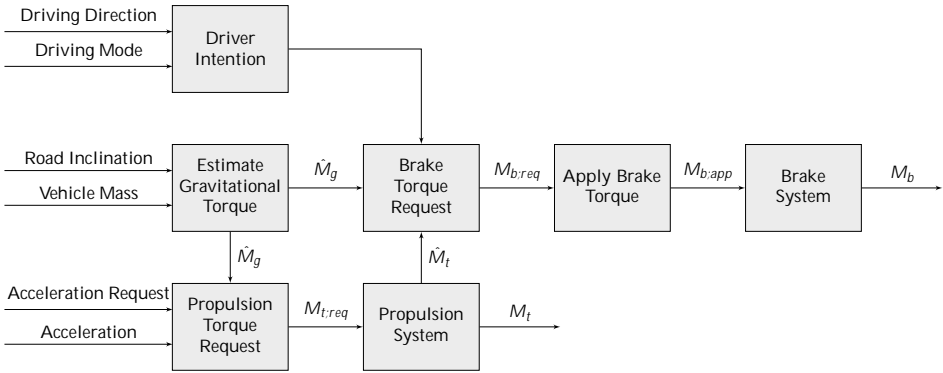 Driving Direction
Driving Mode
Driver
Intention
Road Inclination
Vehicle Mass
Estimate
Gravitational
Torque
M̂g
Brake
Torque
Request
Mb;req
Apply Brake
Torque
Mb;app
Brake
System
Mb
M̂g
M̂t
Acceleration Request
Acceleration
Propulsion
Torque
Request
Mt;req
Propulsion
System
Mt